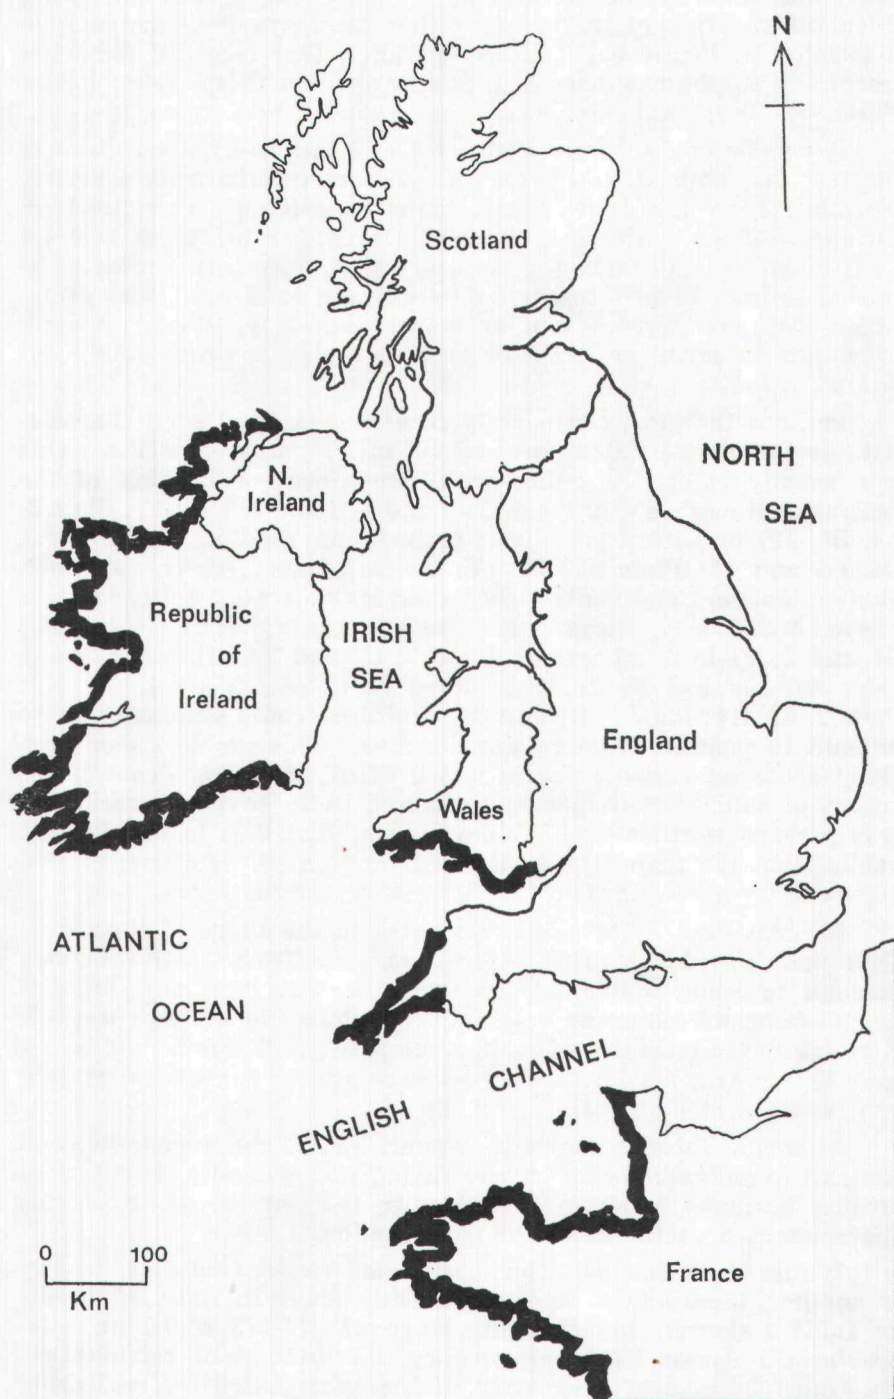 N
Scotland
NORTH
SEA
N.
Ireland
Republic
of
Ireland
IRISH
SEA
England
Wales
ATLANTIC
OCEAN
ENGLISH CHANNEL
0 100
Km
France